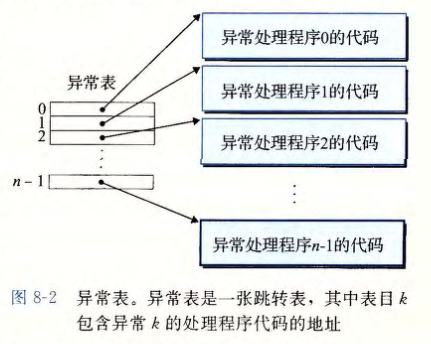 异常表
0
1
2
n-1
异常处理程序0的代码
异常处理程序1的代码
异常处理程序2的代码
异常处理程序n-1的代码
图 8-2 异常表。异常表是一张跳转表，其中表目 k
包含异常 k 的处理程序代码的地址